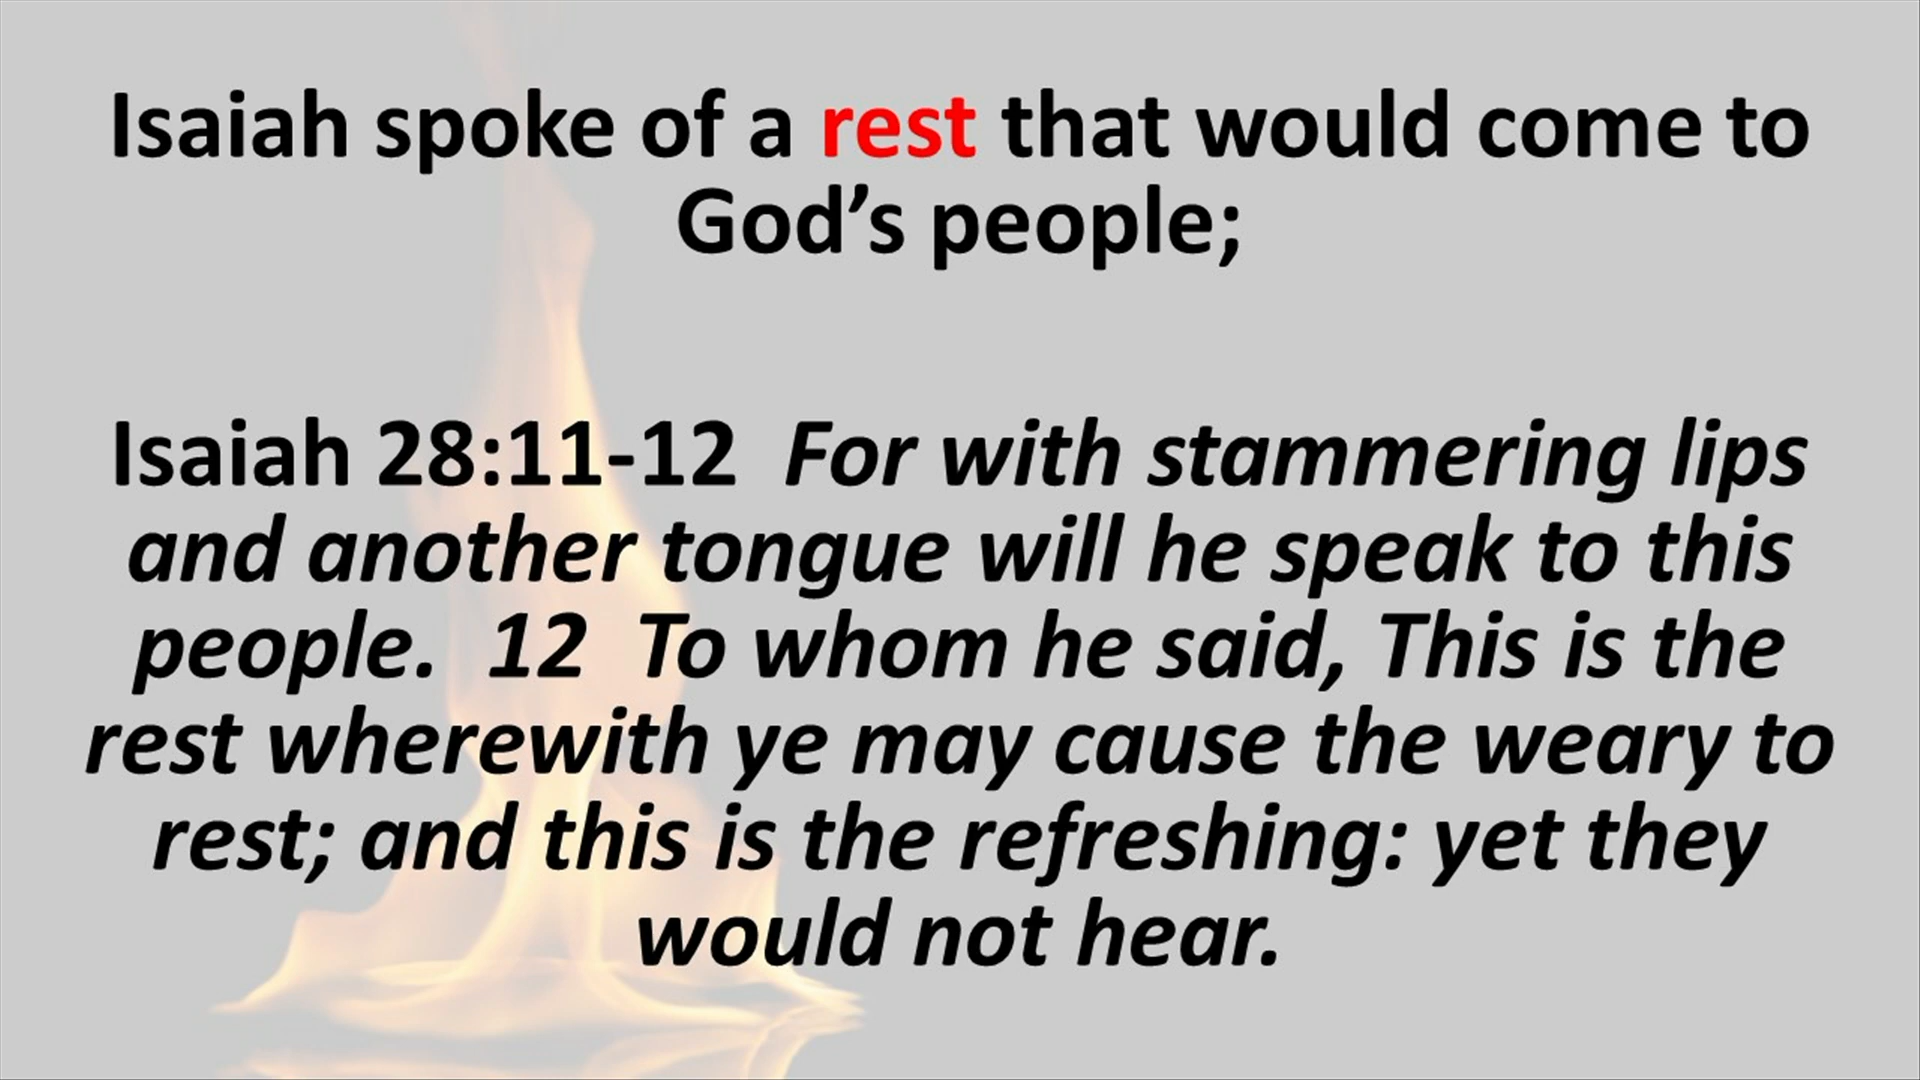 Isaiah spoke of a rest that would come to
God’s people;
Isaiah 28:11-12  For with stammering lips
and another tongue will he speak to this
people.  12  To whom he said, This is the
rest wherewith ye may cause the weary to
rest; and this is the refreshing: yet they
would not hear.